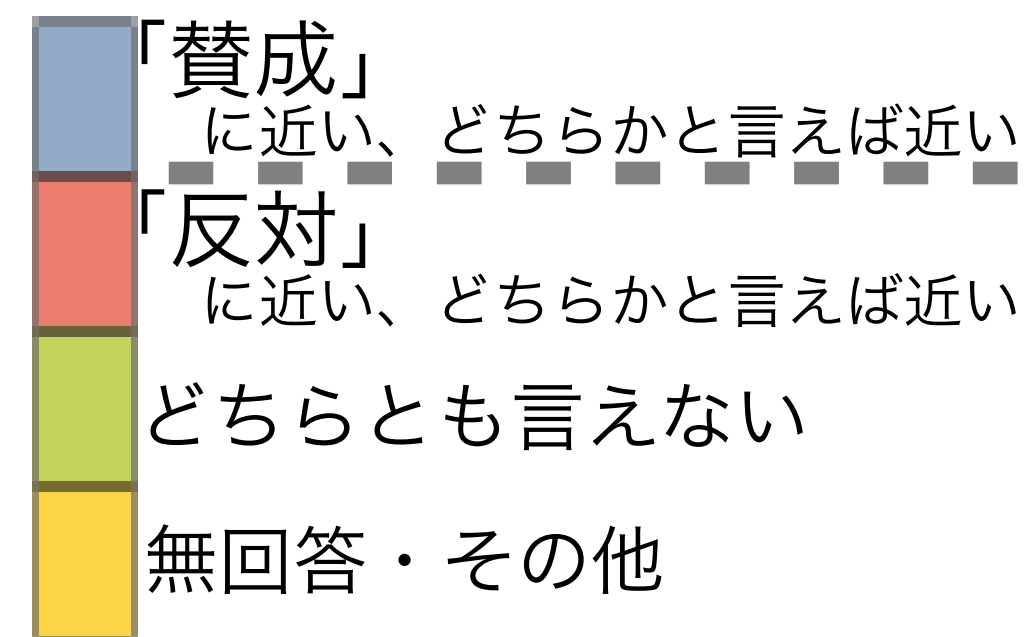 「賛成」
に近い、どちらかと言えば近い
「反対」
に近い、どちらかと言えば近い
どちらとも言えない
無回答・その他